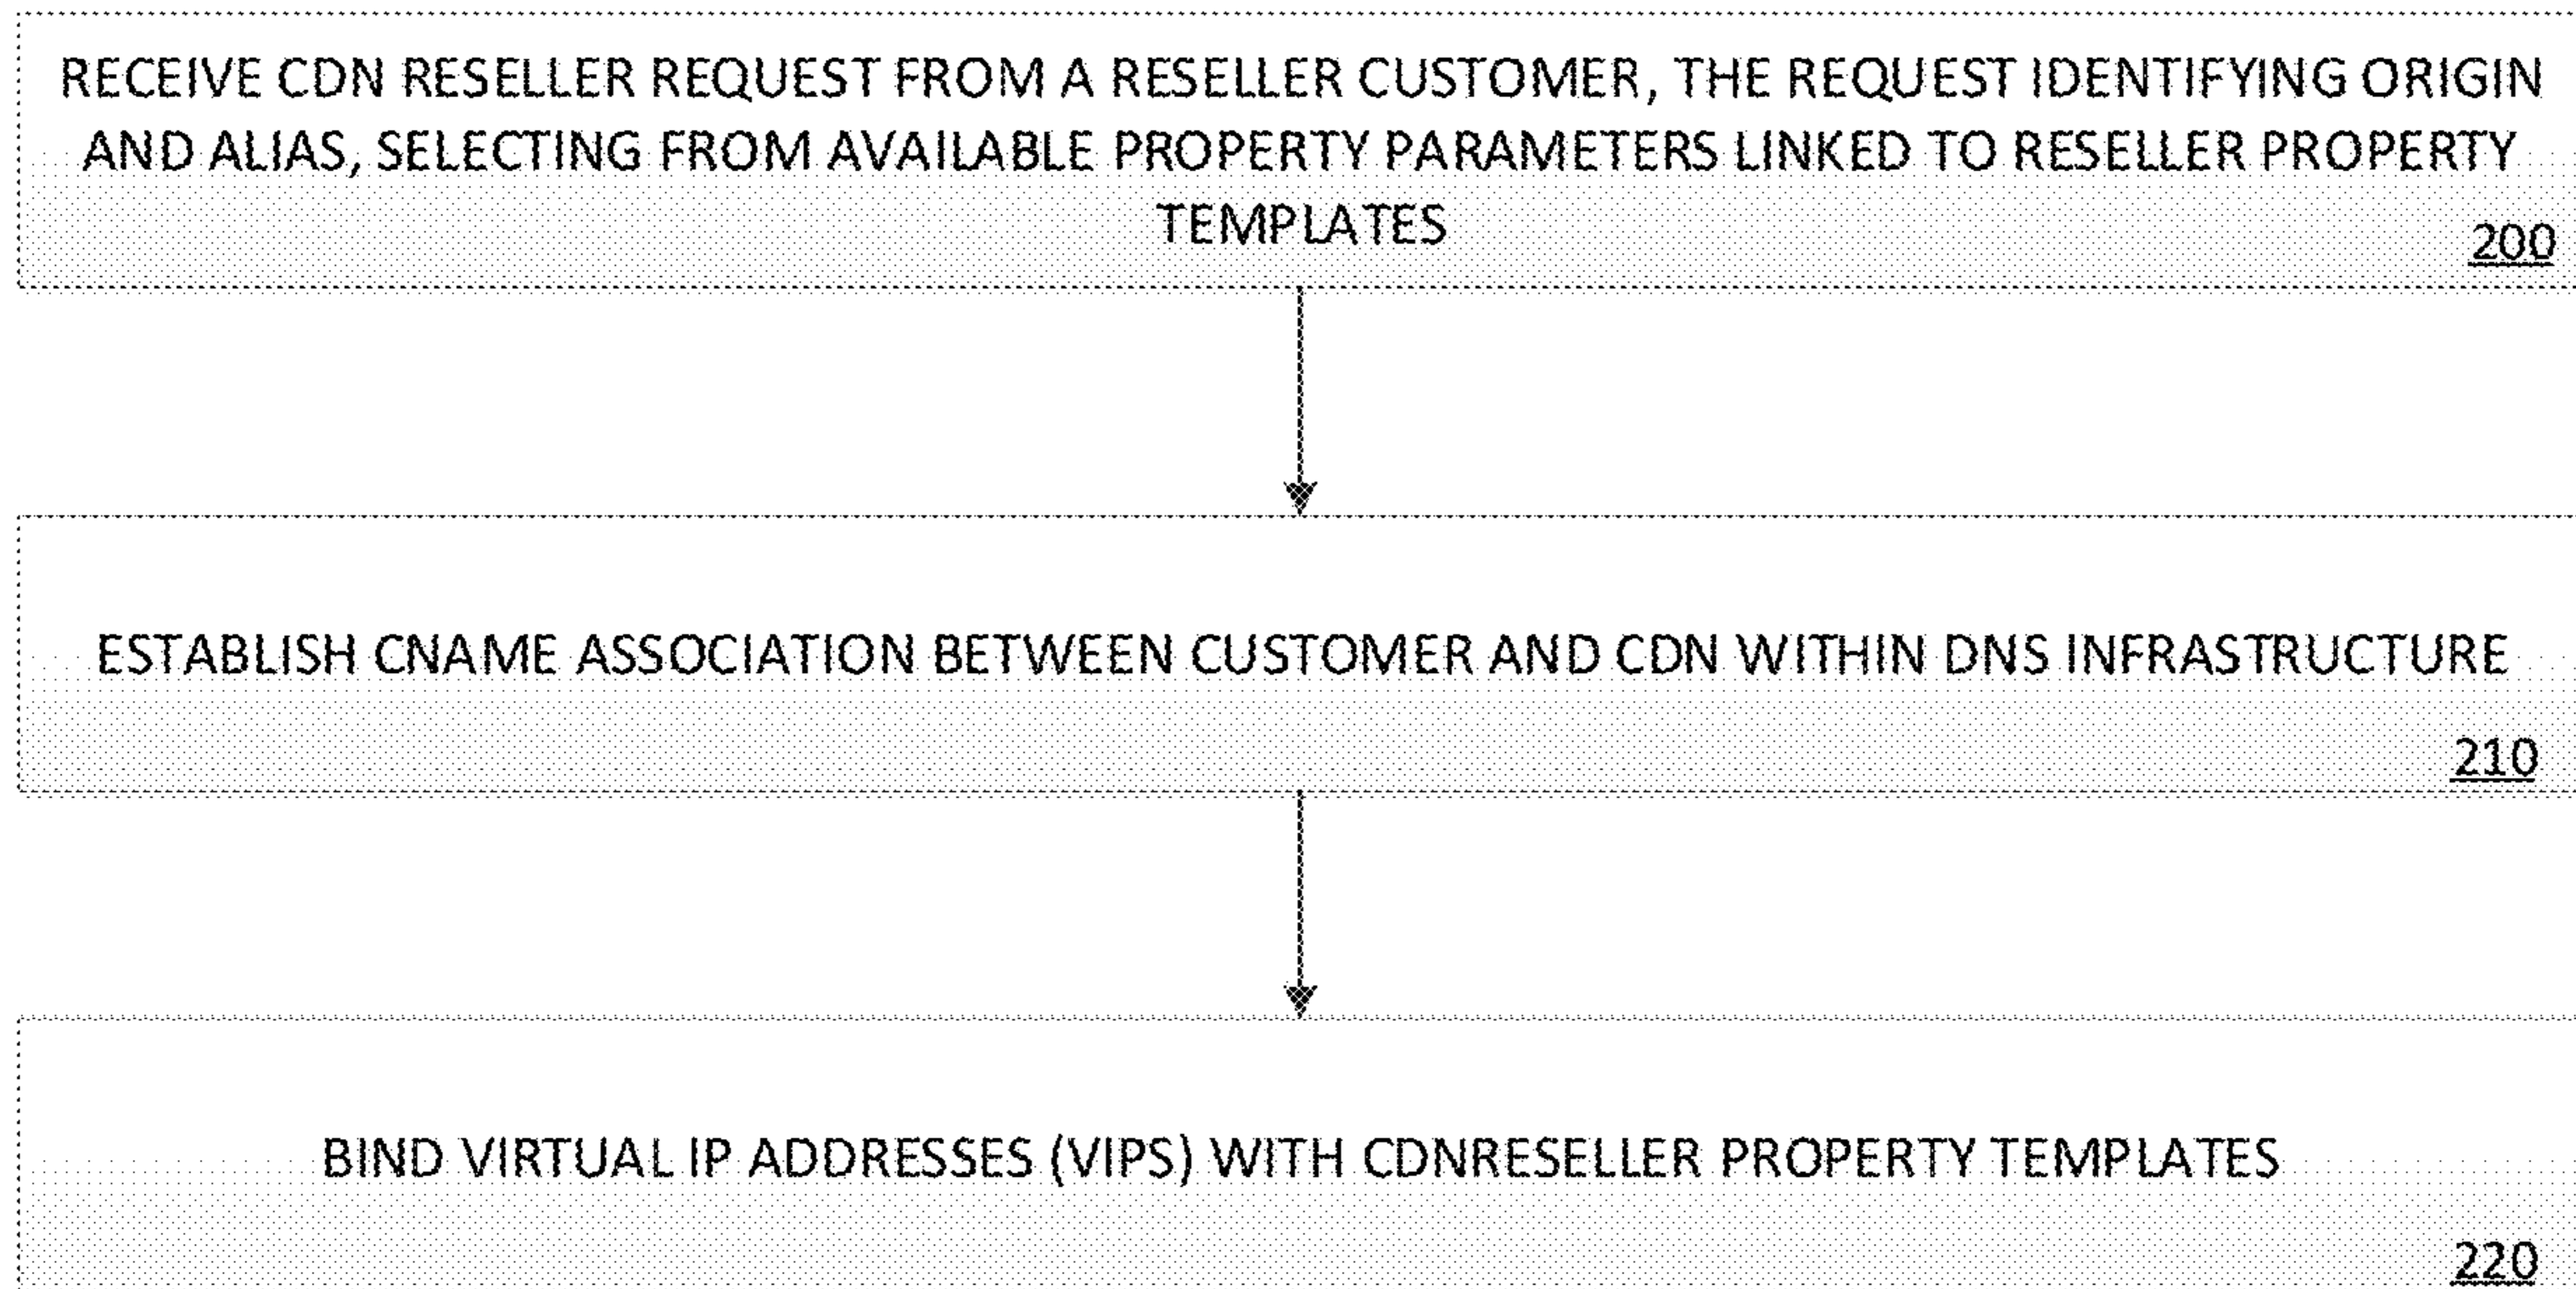 RECEIVE CDN RESELLER REQUEST FROM A RESELLER CUSTOMER, THE REQUEST IDENTIFYING ORIGIN
AND ALIAS, SELECTING FROM AVAILABLE PROPERTY PARAMETERS LINKED TO RESELLER PROPERTY
TEMPLATES
200
ESTABLISH CNAME ASSOCIATION BETWEEN CUSTOMER AND CDN WITHIN DNS INFRASTRUCTURE
210
BIND VIRTUAL IP ADDRESSES (VIPS) WITH CDNRESELLER PROPERTY TEMPLATES
220